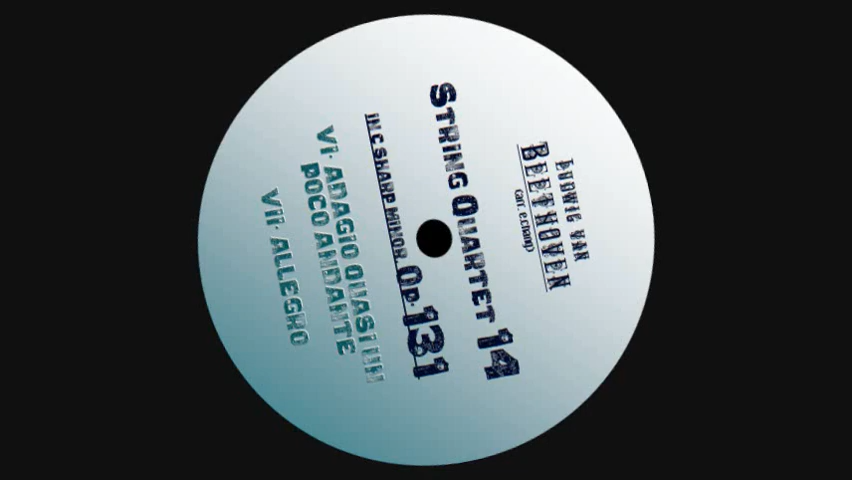 LUDWIG VAN
BEETHOVEN
(arr. e.champ)
STRING QUARTET 14
IN C SHARP MINOR, OP. 131
VI· ADAGIO QUASI UN
POCO ANDANTE
VII· ALLEGRO